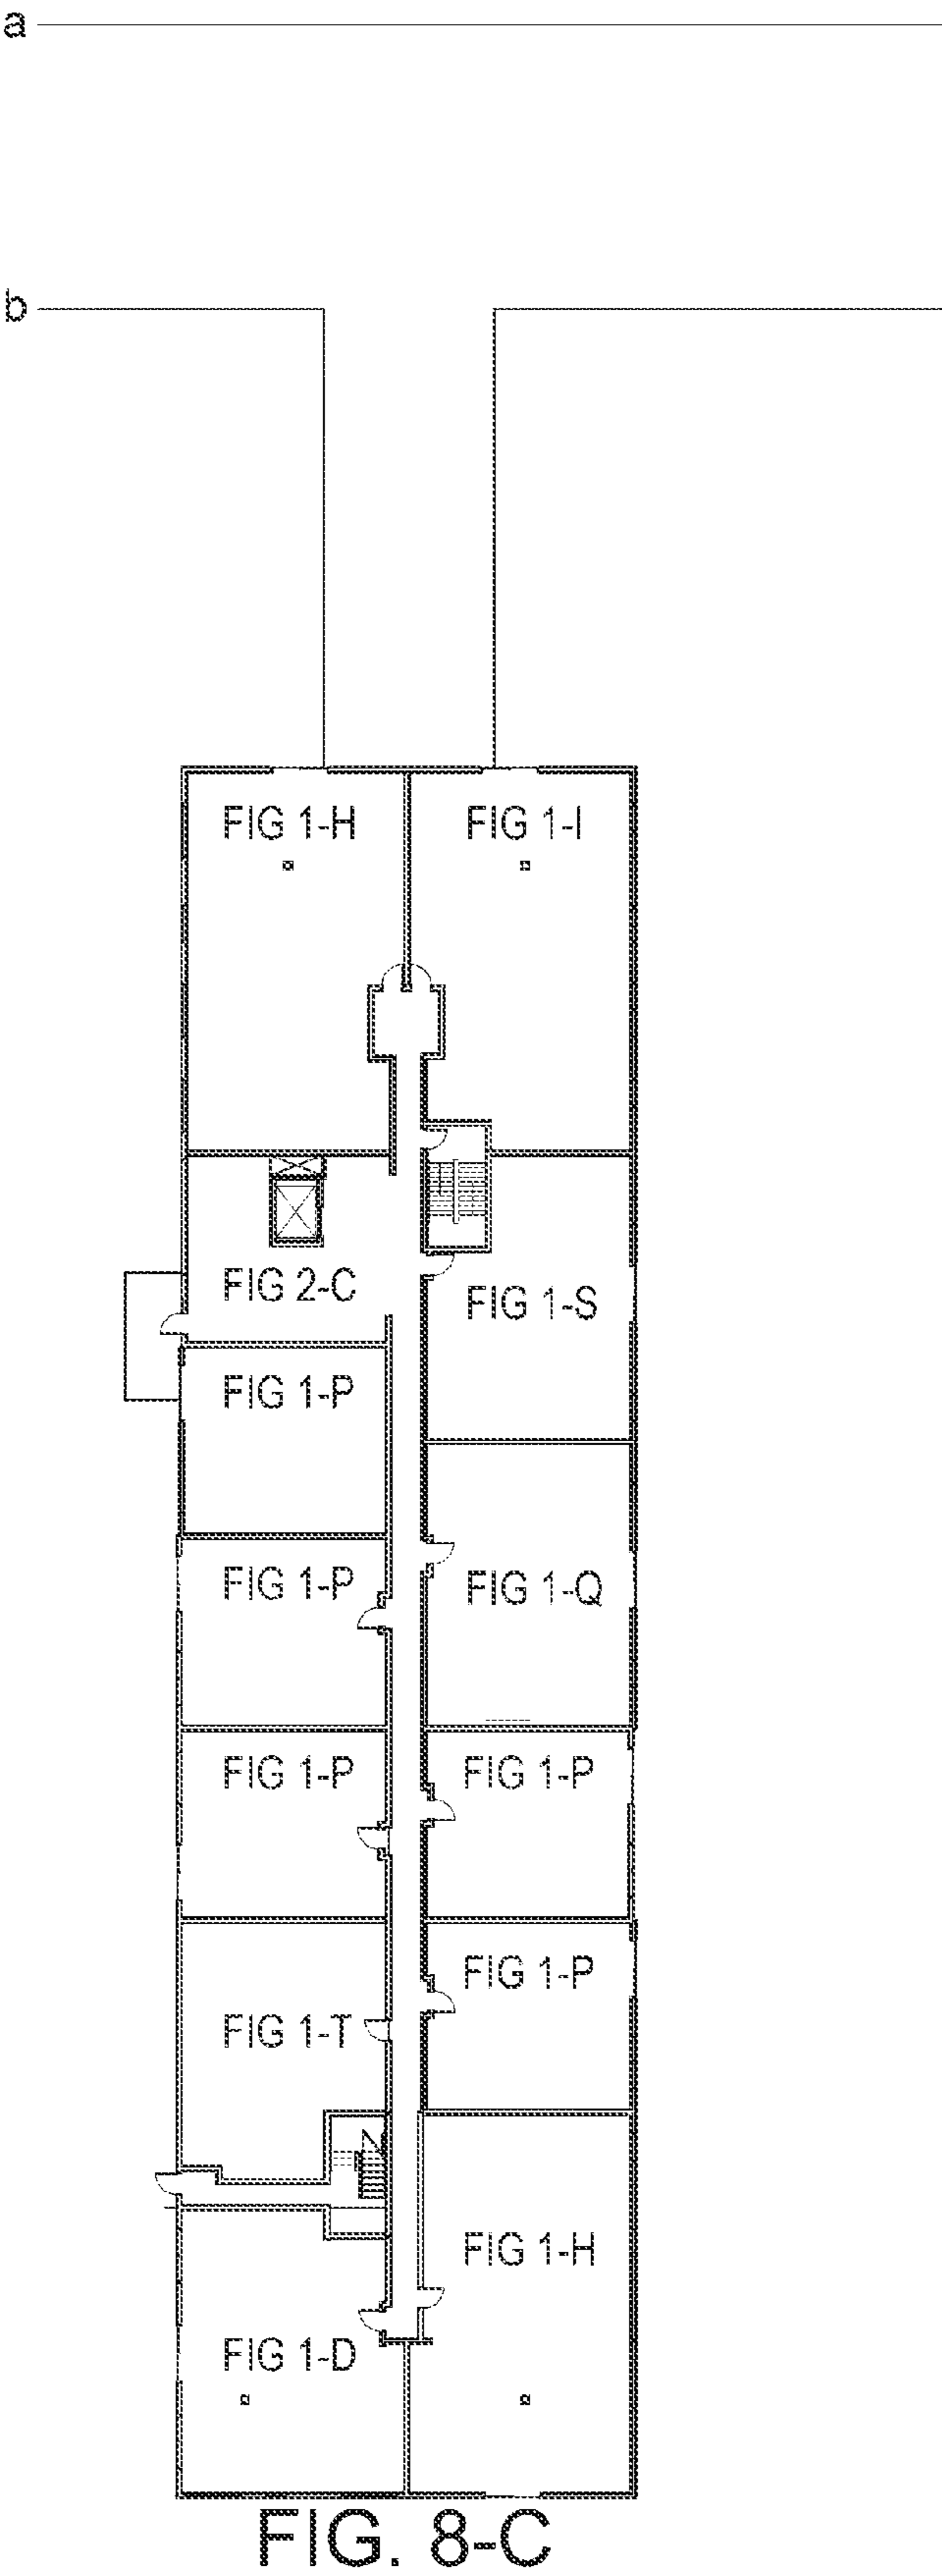 a
b
FIG 1-H
FIG 1-I
FIG 2-C
FIG 1-S
FIG 1-P
FIG 1-P
FIG 1-Q
FIG 1-P
FIG 1-P
FIG 1-P
FIG 1-T
FIG 1-H
FIG 1-D
FIG. 8-C